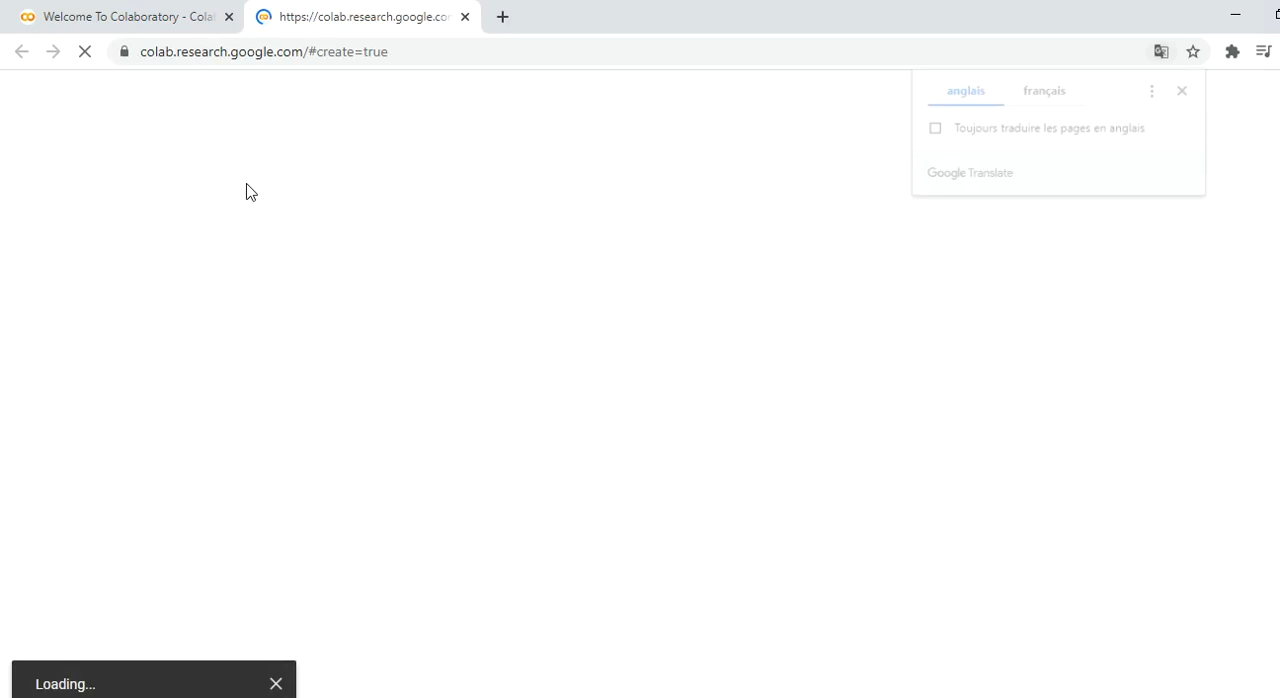 Welcome To Colaboratory - Cola
https://colab.research.google.co
colab.research.google.com/#create=true
anglais
français
Toujours traduire les pages en anglais
Google Translate
Loading...